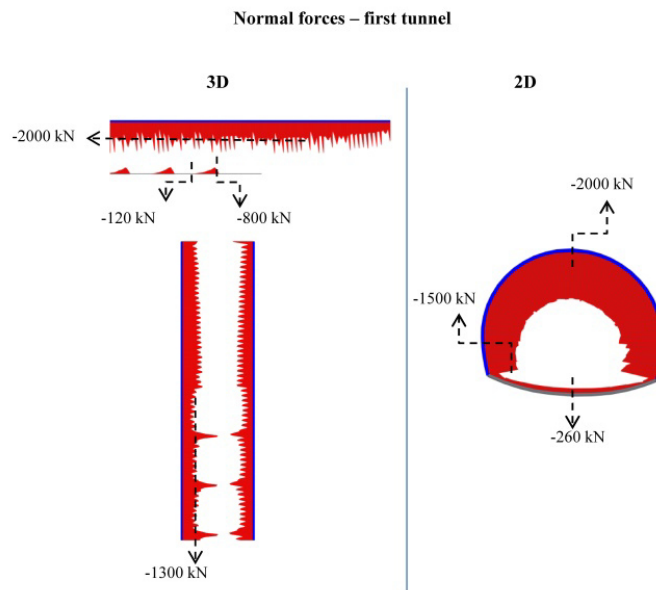 Normal forces – first tunnel
3D
2D
-2000 kN
-120 kN
-800 kN
-1300 kN
-2000 kN
-1500 kN
-260 kN